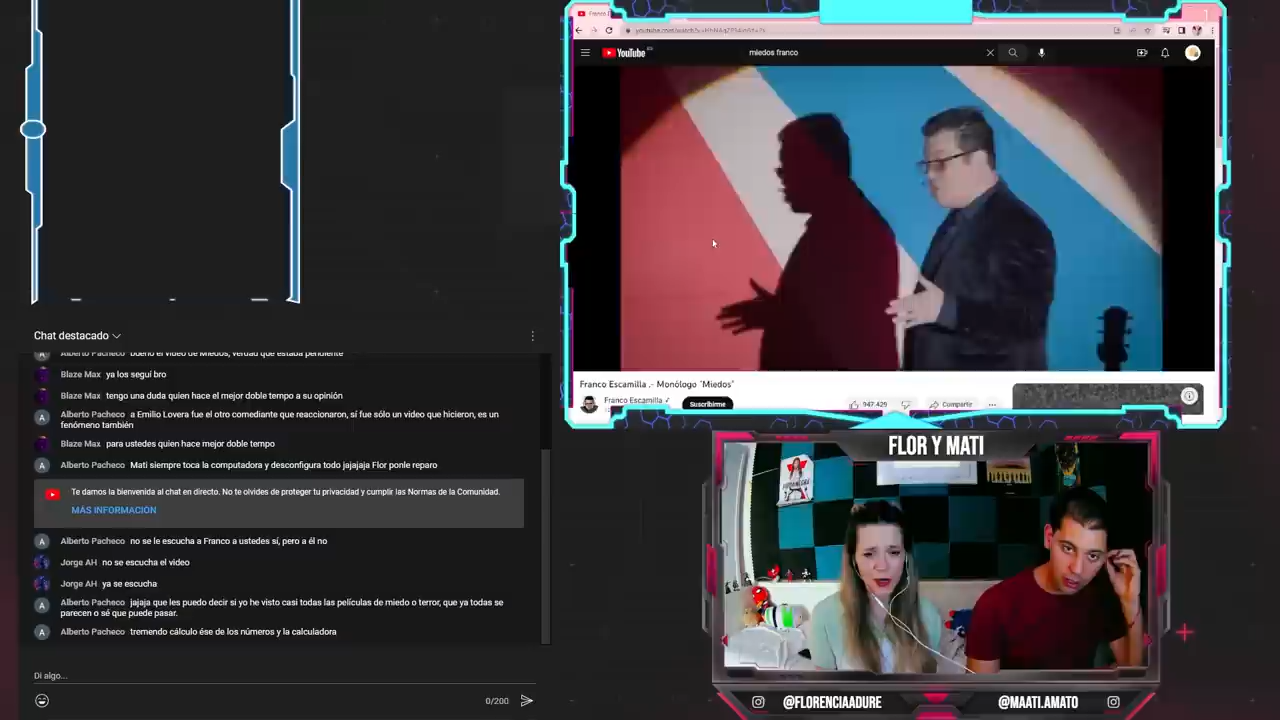 Franco E
YouTube
miedos franco
Franco Escamilla .- Monólogo "Miedos"
Franco Escamilla
Suscribirme
947.429
Compartir
Chat destacado
Alberto Pacheco bueno el video de Miedos, verdad que estaba pendiente
Blaze Max ya los seguí bro
Blaze Max tengo una duda quien hace el mejor doble tempo a su opinión
Alberto Pacheco a Emilio Lovera fue el otro comediante que reaccionaron, sí fue sólo un video que hicieron, es un
fenómeno también
Blaze Max para ustedes quien hace mejor doble tempo
Alberto Pacheco Mati siempre toca la computadora y desconfigura todo jajajaja Flor ponle reparo
Te damos la bienvenida al chat en directo. No te olvides de proteger tu privacidad y cumplir las Normas de la Comunidad.
MÁS INFORMACIÓN
Alberto Pacheco no se le escucha a Franco a ustedes sí, pero a él no
Jorge AH no se escucha el video
Jorge AH ya se escucha
Alberto Pacheco jajaja que les puedo decir si yo he visto casi todas las películas de miedo o terror, que ya todas se
parecen o sé que puede pasar.
Alberto Pacheco tremendo cálculo ése de los números y la calculadora
Di algo...
0/200
FLOR Y MATI
@FLORENCIAADURE
@MAATI.AMATO